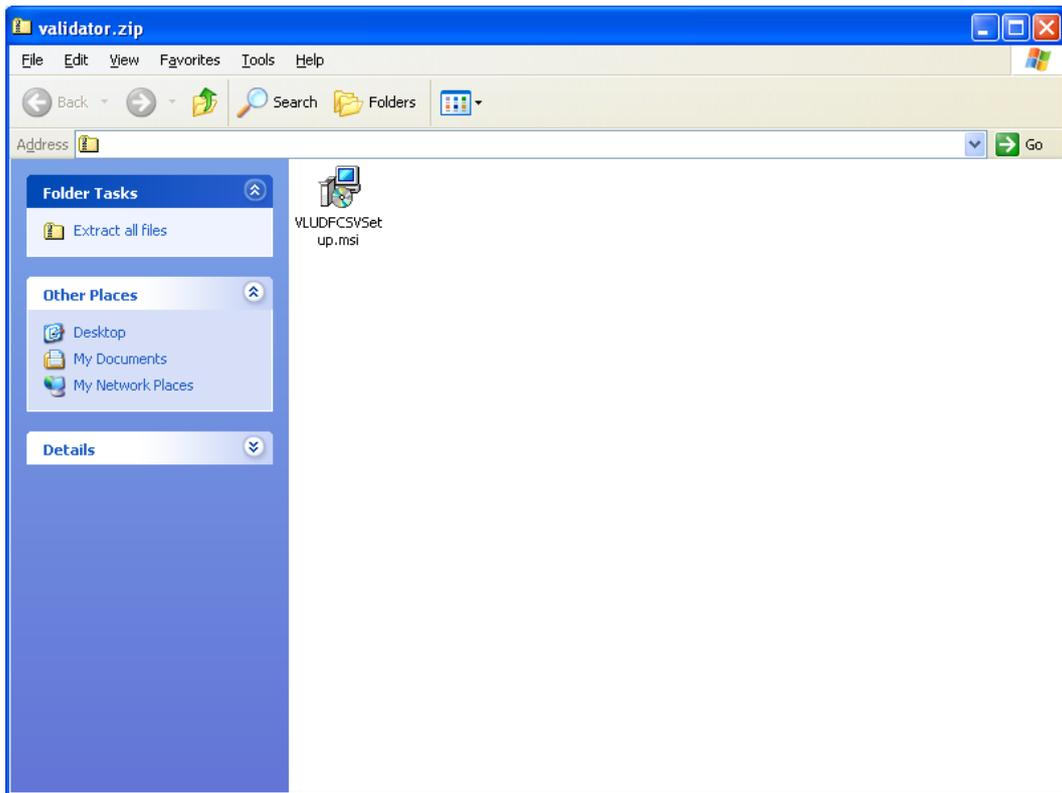 validator.zip
File Edit View Favorites Tools Help
Back Search Folders
Address Go
Folder Tasks
Extract all files
Other Places
Desktop
My Documents
My Network Places
Details
VLUDFCSVSet
up.msi